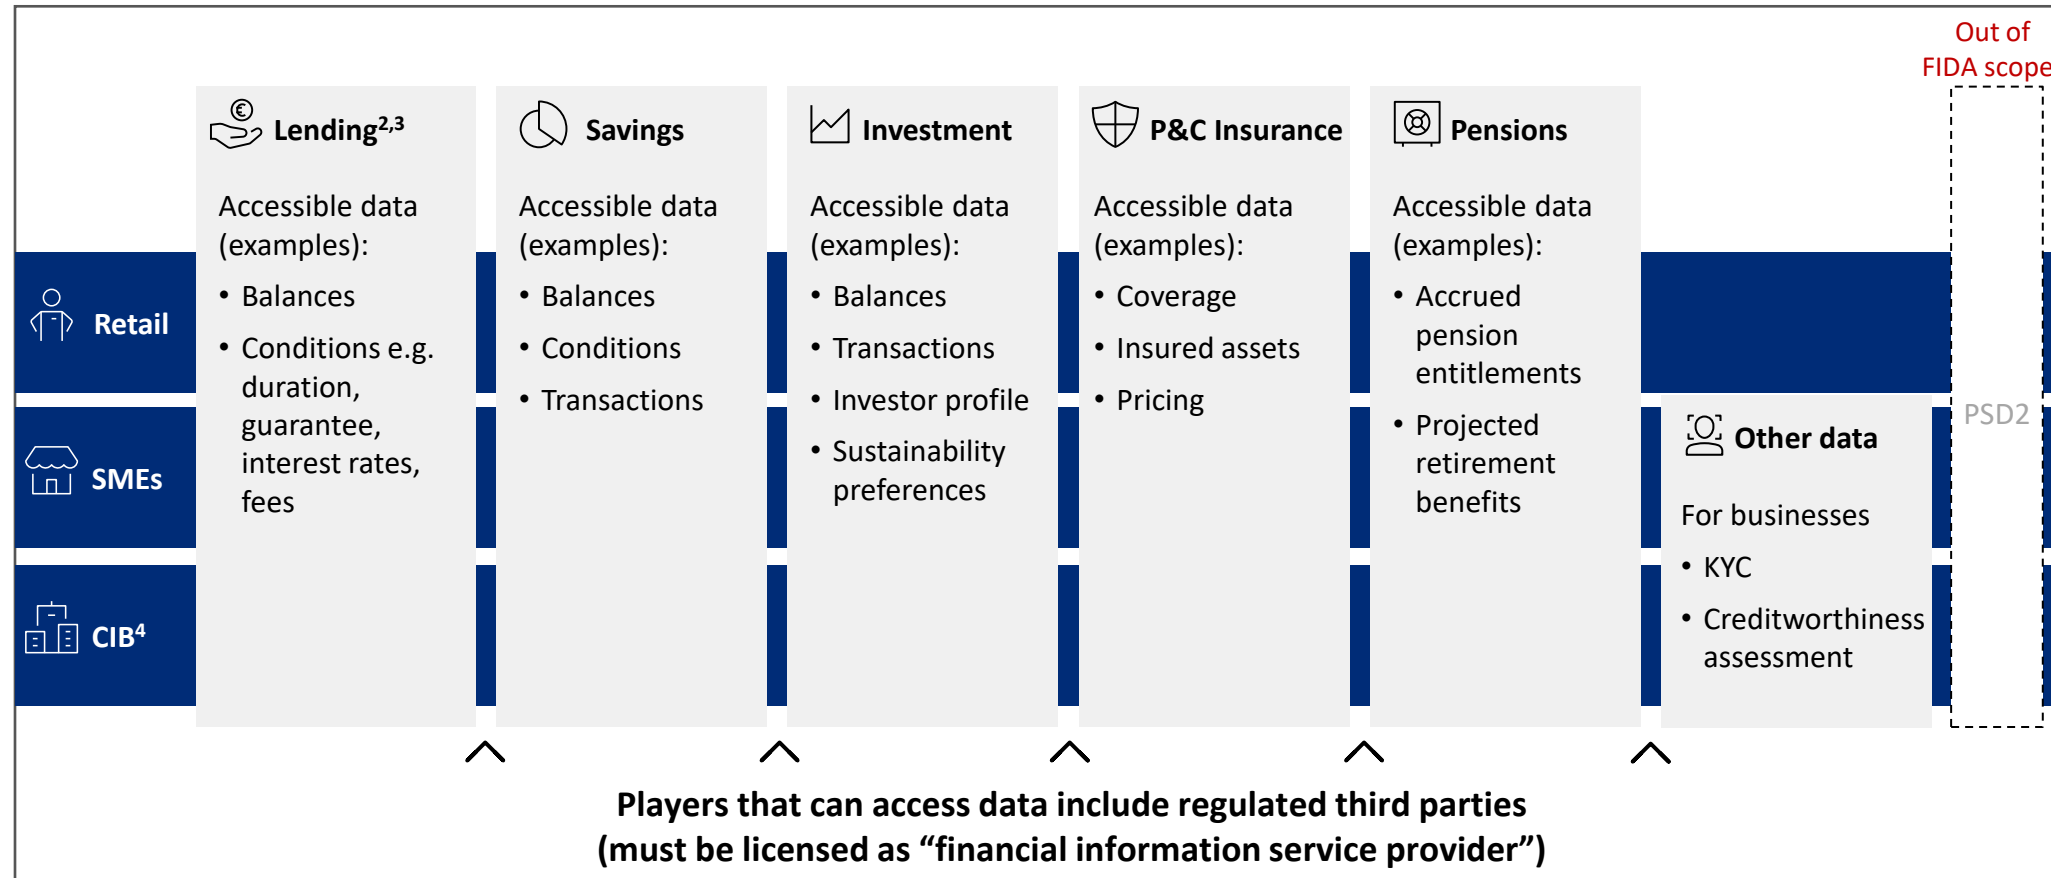 Out of
FIDA scope
Lending2,3
Accessible data
(examples):
• Balances
• Conditions e.g.
duration,
guarantee,
interest rates,
fees
Savings
Accessible data
(examples):
• Balances
• Conditions
• Transactions
Investment
Accessible data
(examples):
• Balances
• Transactions
• Investor profile
• Sustainability
preferences
P&C Insurance
Accessible data
(examples):
• Coverage
• Insured assets
• Pricing
Pensions
Accessible data
(examples):
• Accrued
pension
entitlements
• Projected
retirement
benefits
Other data
For businesses
• KYC
• Creditworthiness
assessment
PSD2
Retail
SMEs
CIB4
Players that can access data include regulated third parties
(must be licensed as “financial information service provider”)